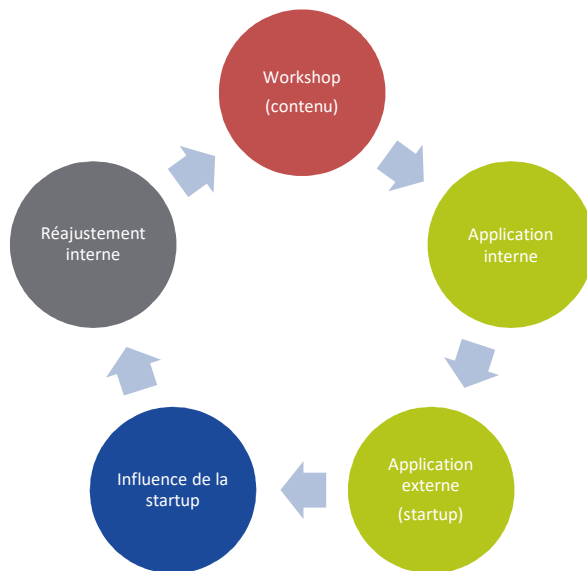 Workshop
(contenu)
Application
interne
Application
externe
(startup)
Influence de la
startup
Réajustement
interne